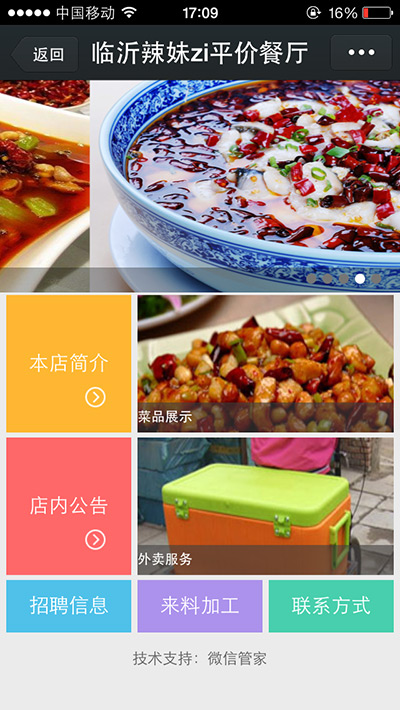 中国移动 17:09 16%
返回 临沂辣妹zi平价餐厅
本店简介
菜品展示
店内公告
外卖服务
招聘信息 来料加工 联系方式
技术支持：微信管家